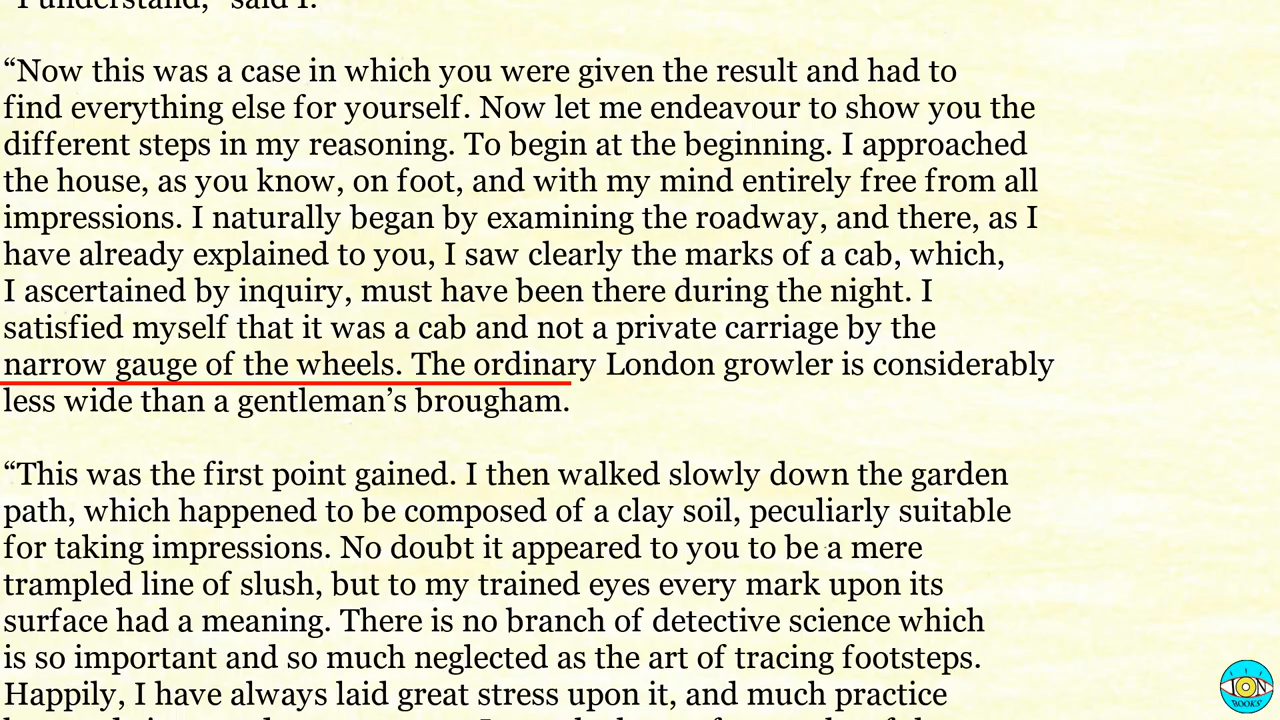 "I understand," said I.
“Now this was a case in which you were given the result and had to
find everything else for yourself. Now let me endeavour to show you the
different steps in my reasoning. To begin at the beginning. I approached
the house, as you know, on foot, and with my mind entirely free from all
impressions. I naturally began by examining the roadway, and there, as I
have already explained to you, I saw clearly the marks of a cab, which,
I ascertained by inquiry, must have been there during the night. I
satisfied myself that it was a cab and not a private carriage by the
narrow gauge of the wheels. The ordinary London growler is considerably
less wide than a gentleman’s brougham.
“This was the first point gained. I then walked slowly down the garden
path, which happened to be composed of a clay soil, peculiarly suitable
for taking impressions. No doubt it appeared to you to be a mere
trampled line of slush, but to my trained eyes every mark upon its
surface had a meaning. There is no branch of detective science which
is so important and so much neglected as the art of tracing footsteps.
Happily, I have always laid great stress upon it, and much practice
ION
BOOKS